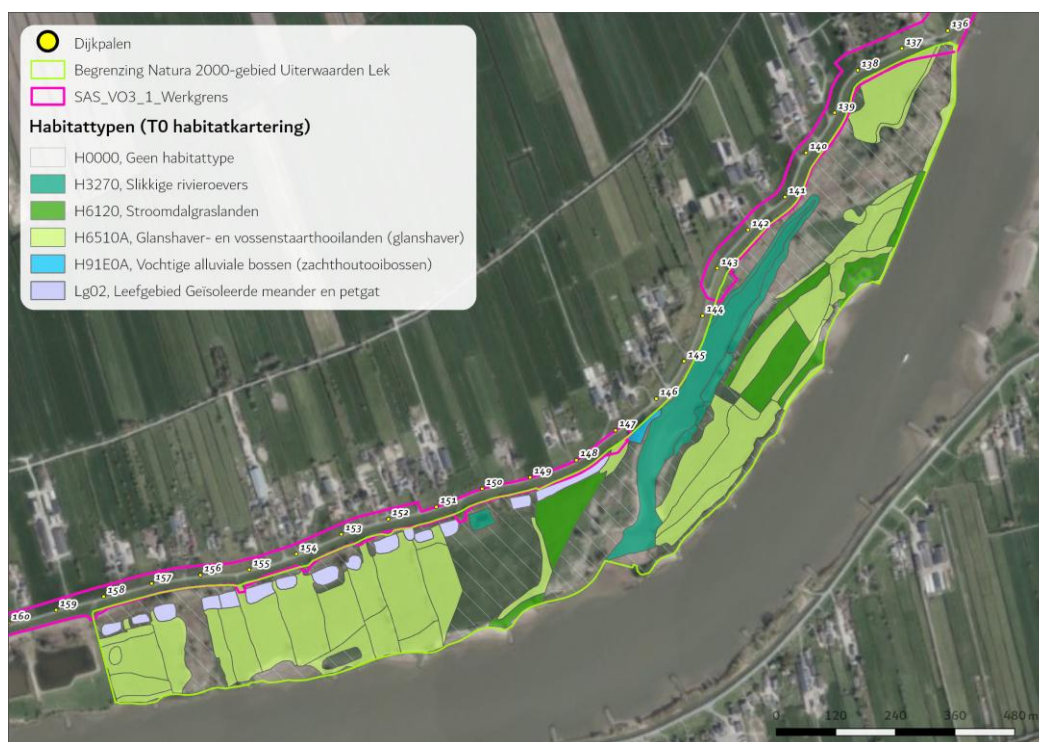 Dijkpalen
Begrenzing Natura 2000-gebied Uiterwaarden Lek
SAS_VO3_1_Werkgrens
Habitattypen (T0 habitatkartering)
H0000, Geen habitattype
H3270, Slikkige rivieroevers
H6120, Stroomdalgraslanden
H6510A, Glanshaver- en vossenstaarthooilanden (glanshaver)
H91E0A, Vochtige alluviale bossen (zachthoutooibossen)
Lg02, Leefgebied Geïsoleerde meander en petgat
136
137
138
139
140
141
142
143
144
145
146
147
148
149
150
151
152
153
154
155
156
157
158
159
160
0 120 240 360 480 m